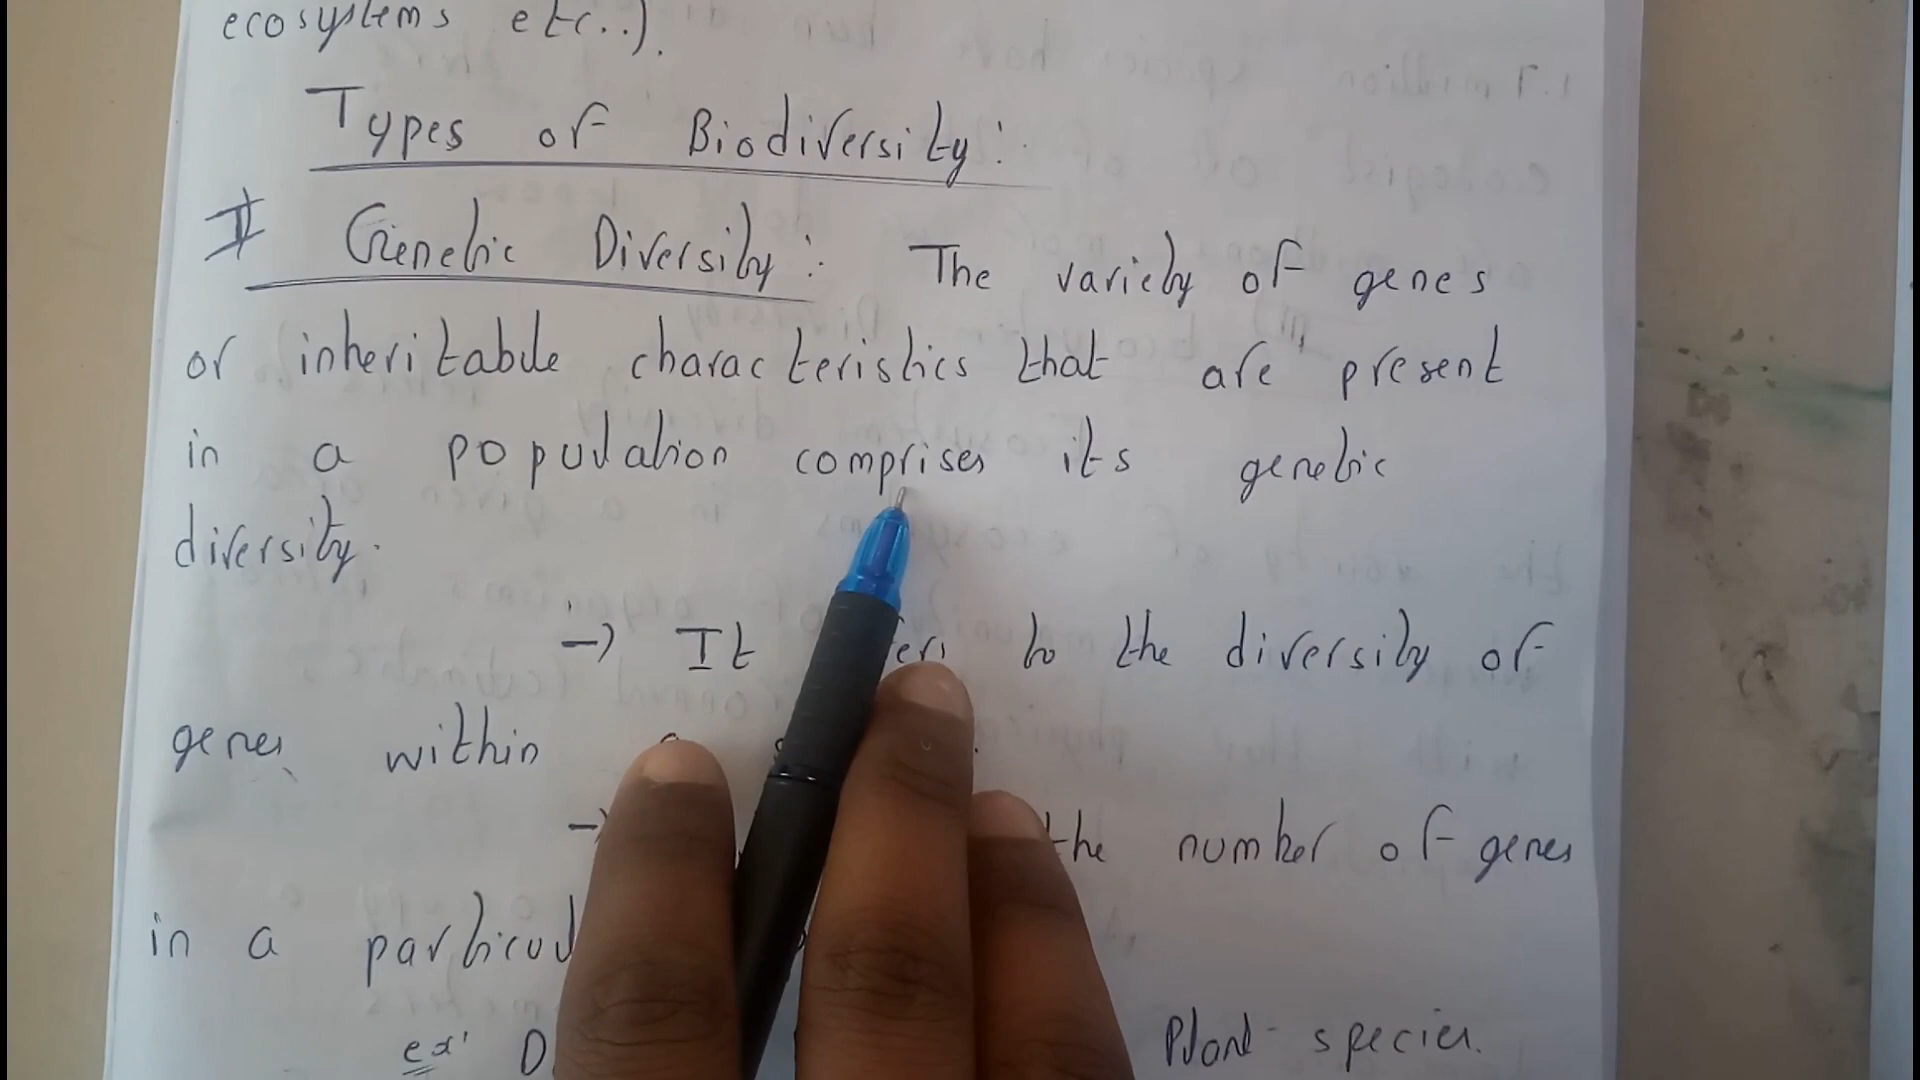 ecosystems etc..).
Types of Biodiversity:
I Genetic Diversity: The variety of genes
or inheritable characteristics that are present
in a population comprises its genetic
diversity.
→ It to the diversity of
genes within
→ the number of genes
in a
ex: Plant species.